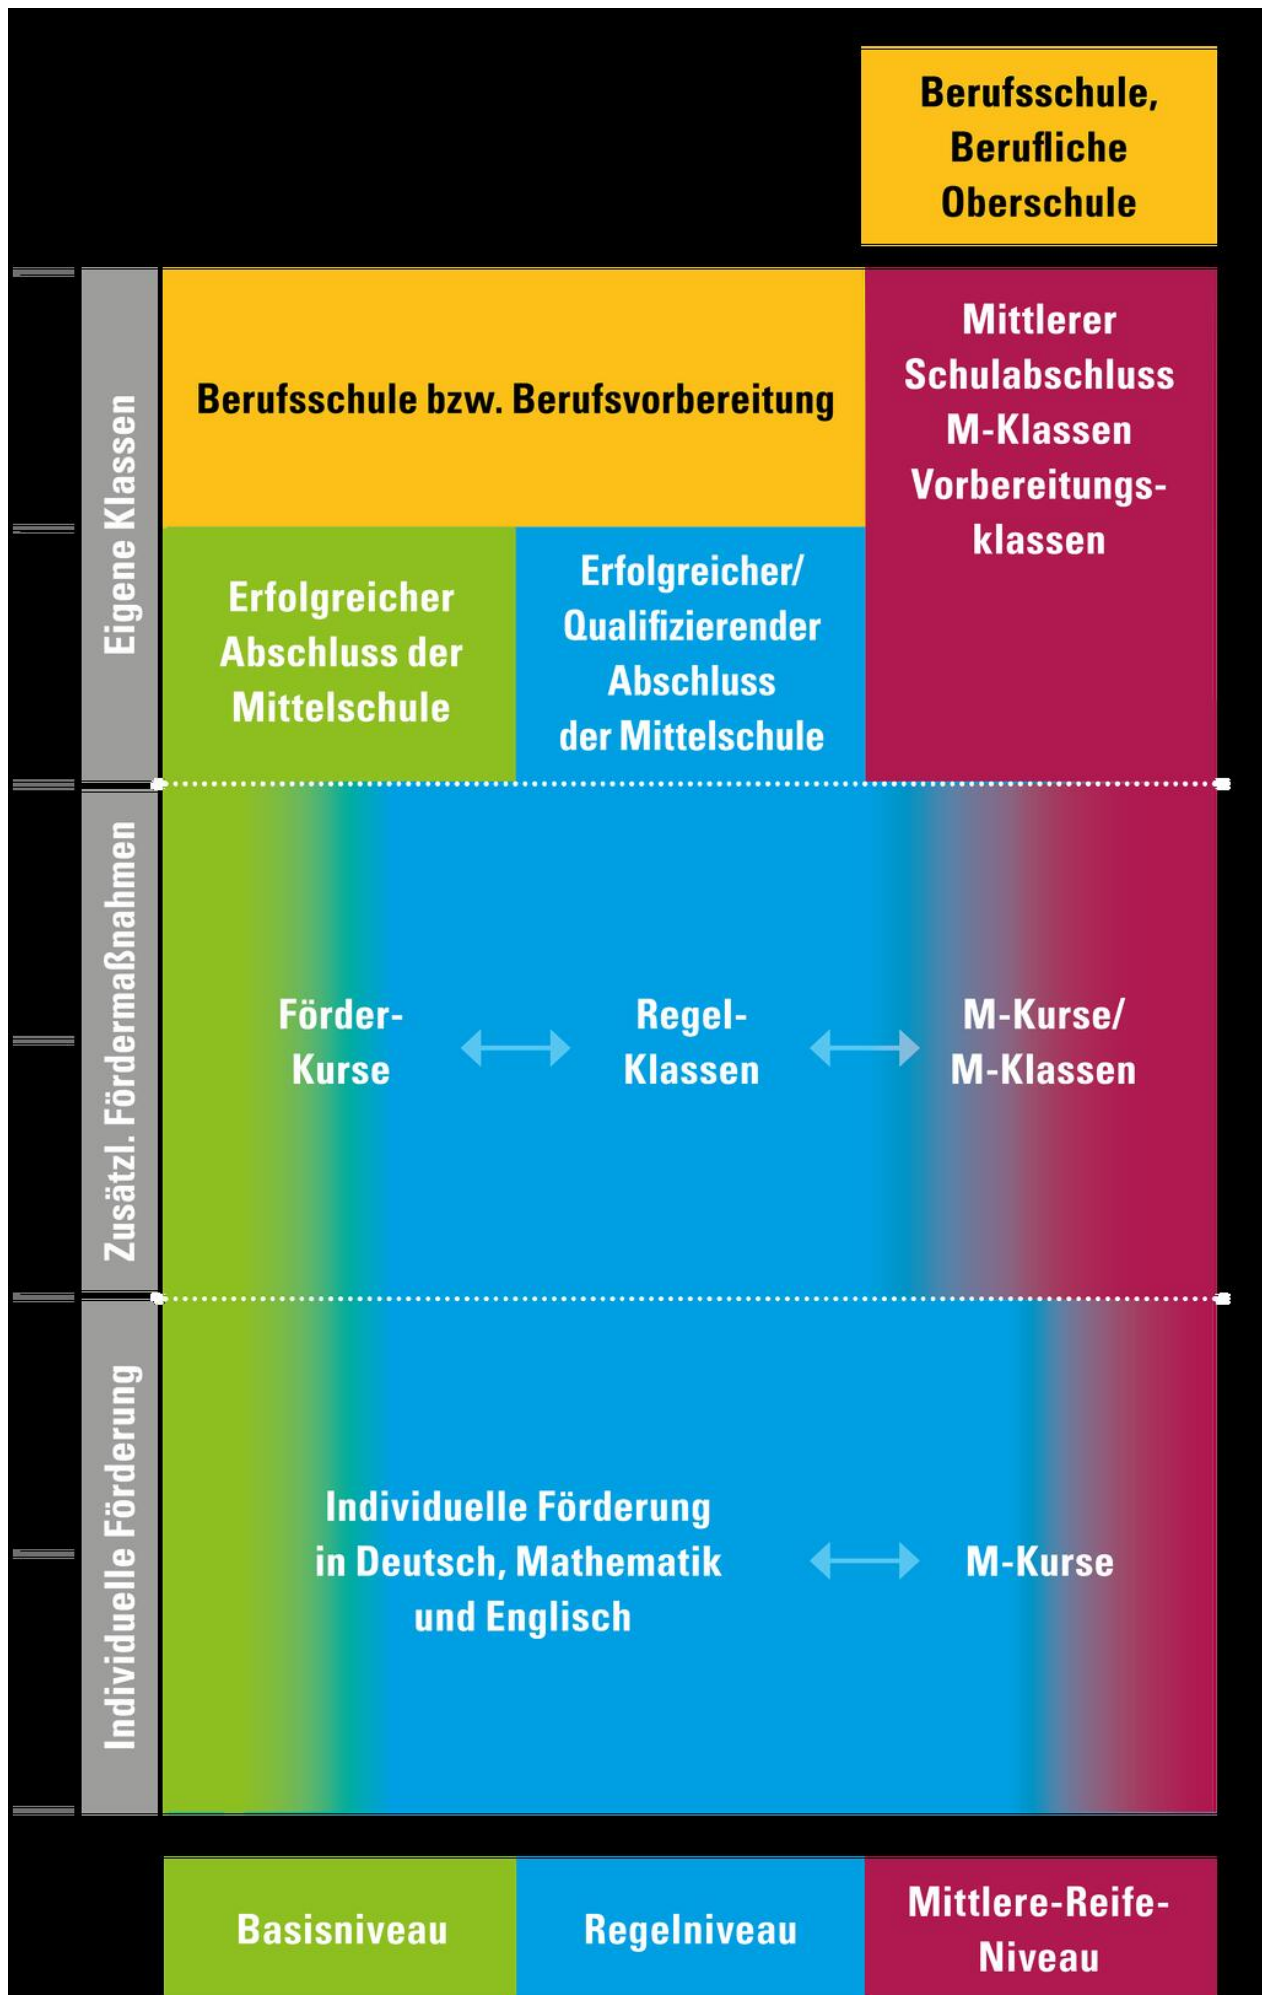 Berufsschule,
Berufliche
Oberschule
Eigene Klassen
Berufsschule bzw. Berufsvorbereitung
Mittlerer
Schulabschluss
M-Klassen
Vorbereitungs-
klassen
Erfolgreicher
Abschluss der
Mittelschule
Erfolgreicher/
Qualifizierender
Abschluss
der Mittelschule
Zusätzl. Fördermaßnahmen
Förder-
Kurse
Regel-
Klassen
M-Kurse/
M-Klassen
Individuelle Förderung
Individuelle Förderung
in Deutsch, Mathematik
und Englisch
M-Kurse
Basisniveau
Regelniveau
Mittlere-Reife-
Niveau